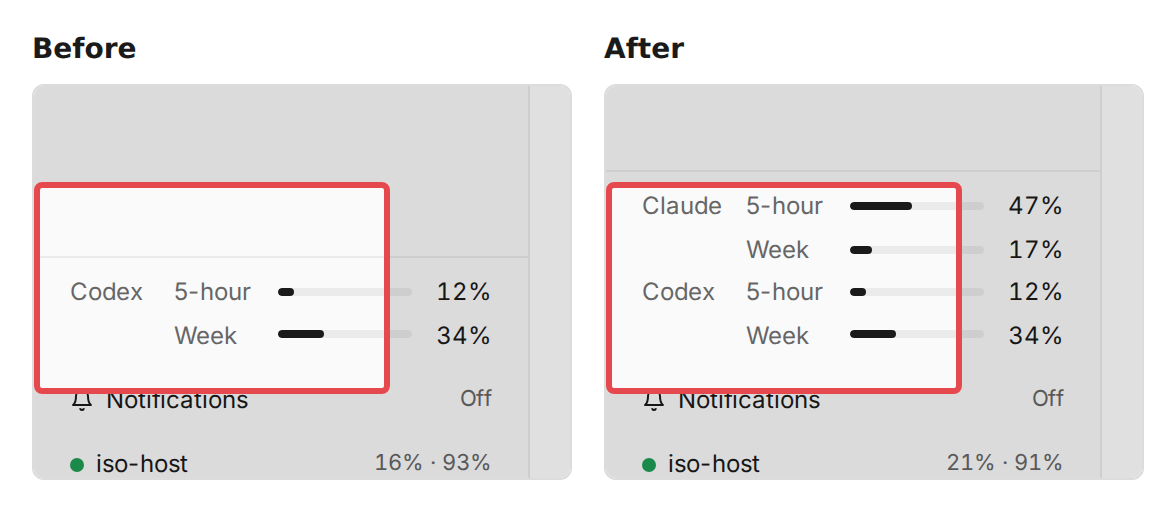 Before
Codex 5-hour 12%
Week 34%
Notifications Off
iso-host 16% · 93%
After
Claude 5-hour 47%
Week 17%
Codex 5-hour 12%
Week 34%
Notifications Off
iso-host 21% · 91%